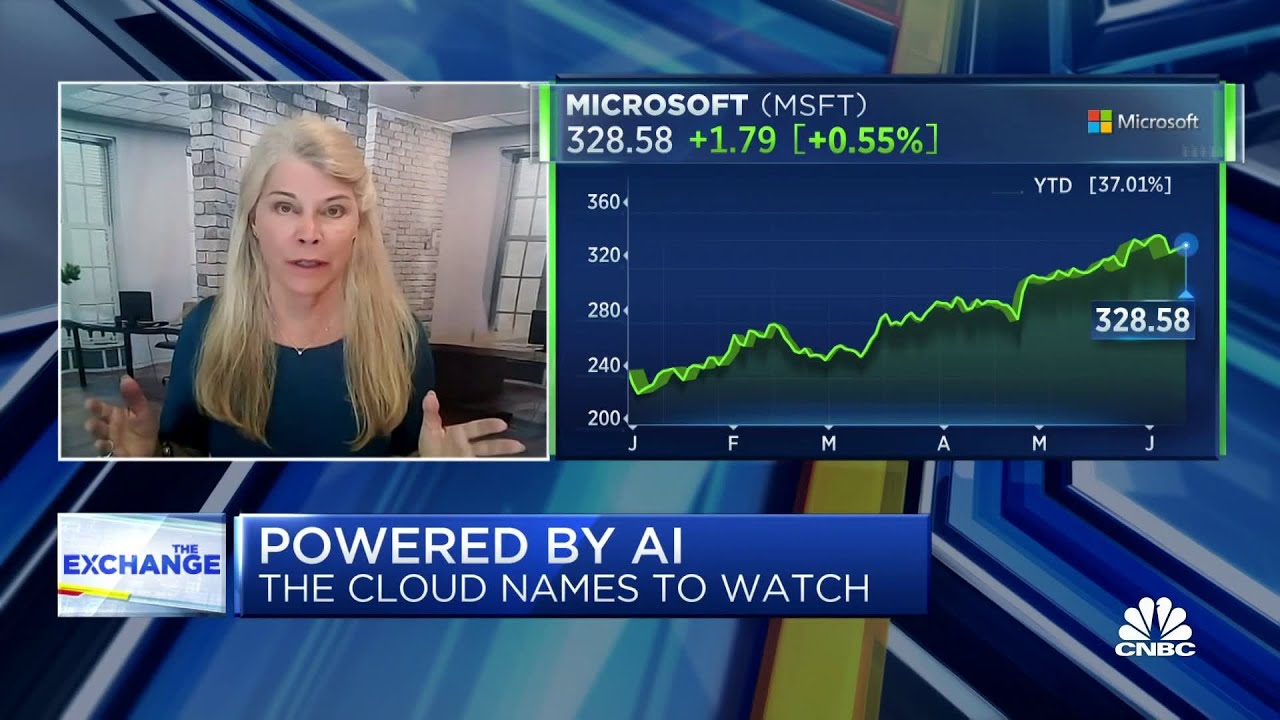 MICROSOFT (MSFT)
328.58 +1.79 [+0.55%]
Microsoft
YTD [37.01%]
360
320
280
240
200
328.58
J F M A M J
THE
EXCHANGE
POWERED BY AI
THE CLOUD NAMES TO WATCH
CNBC